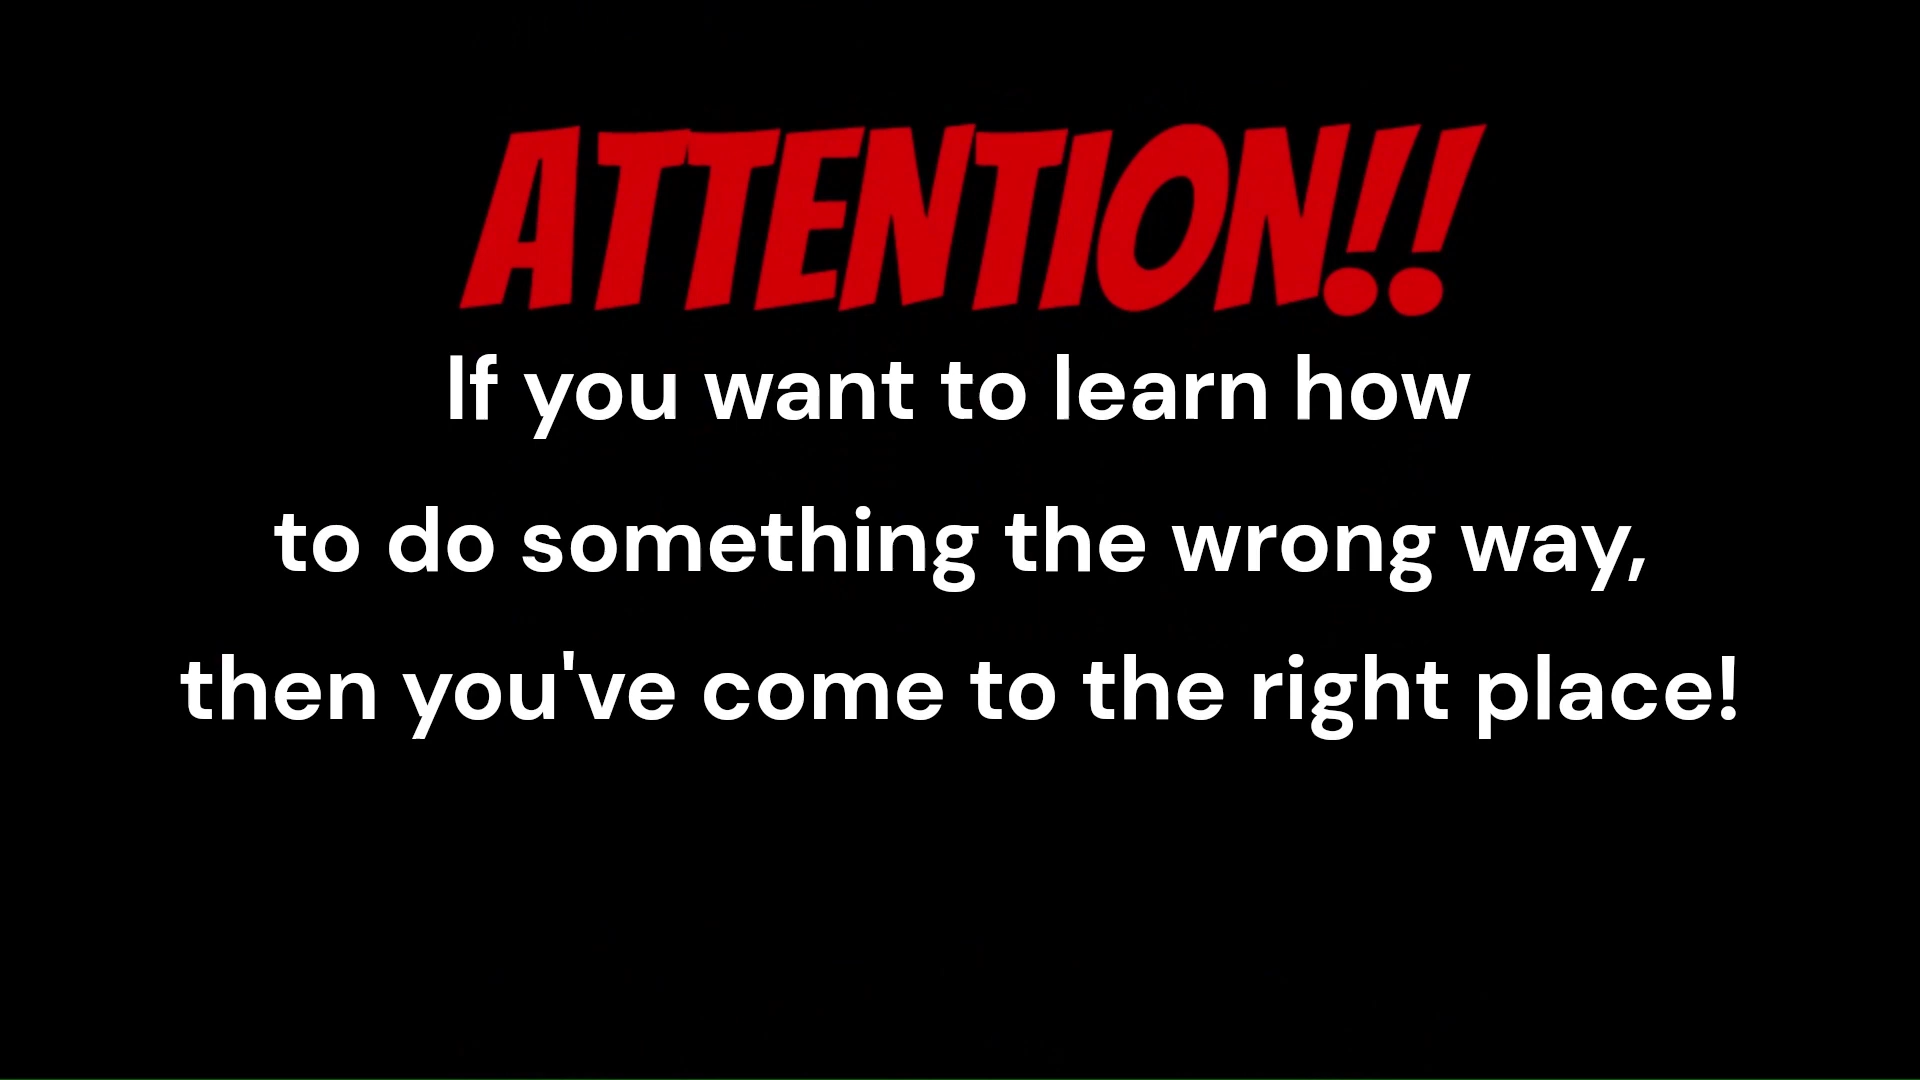 ATTENTION!!
If you want to learn how
to do something the wrong way,
then you've come to the right place!